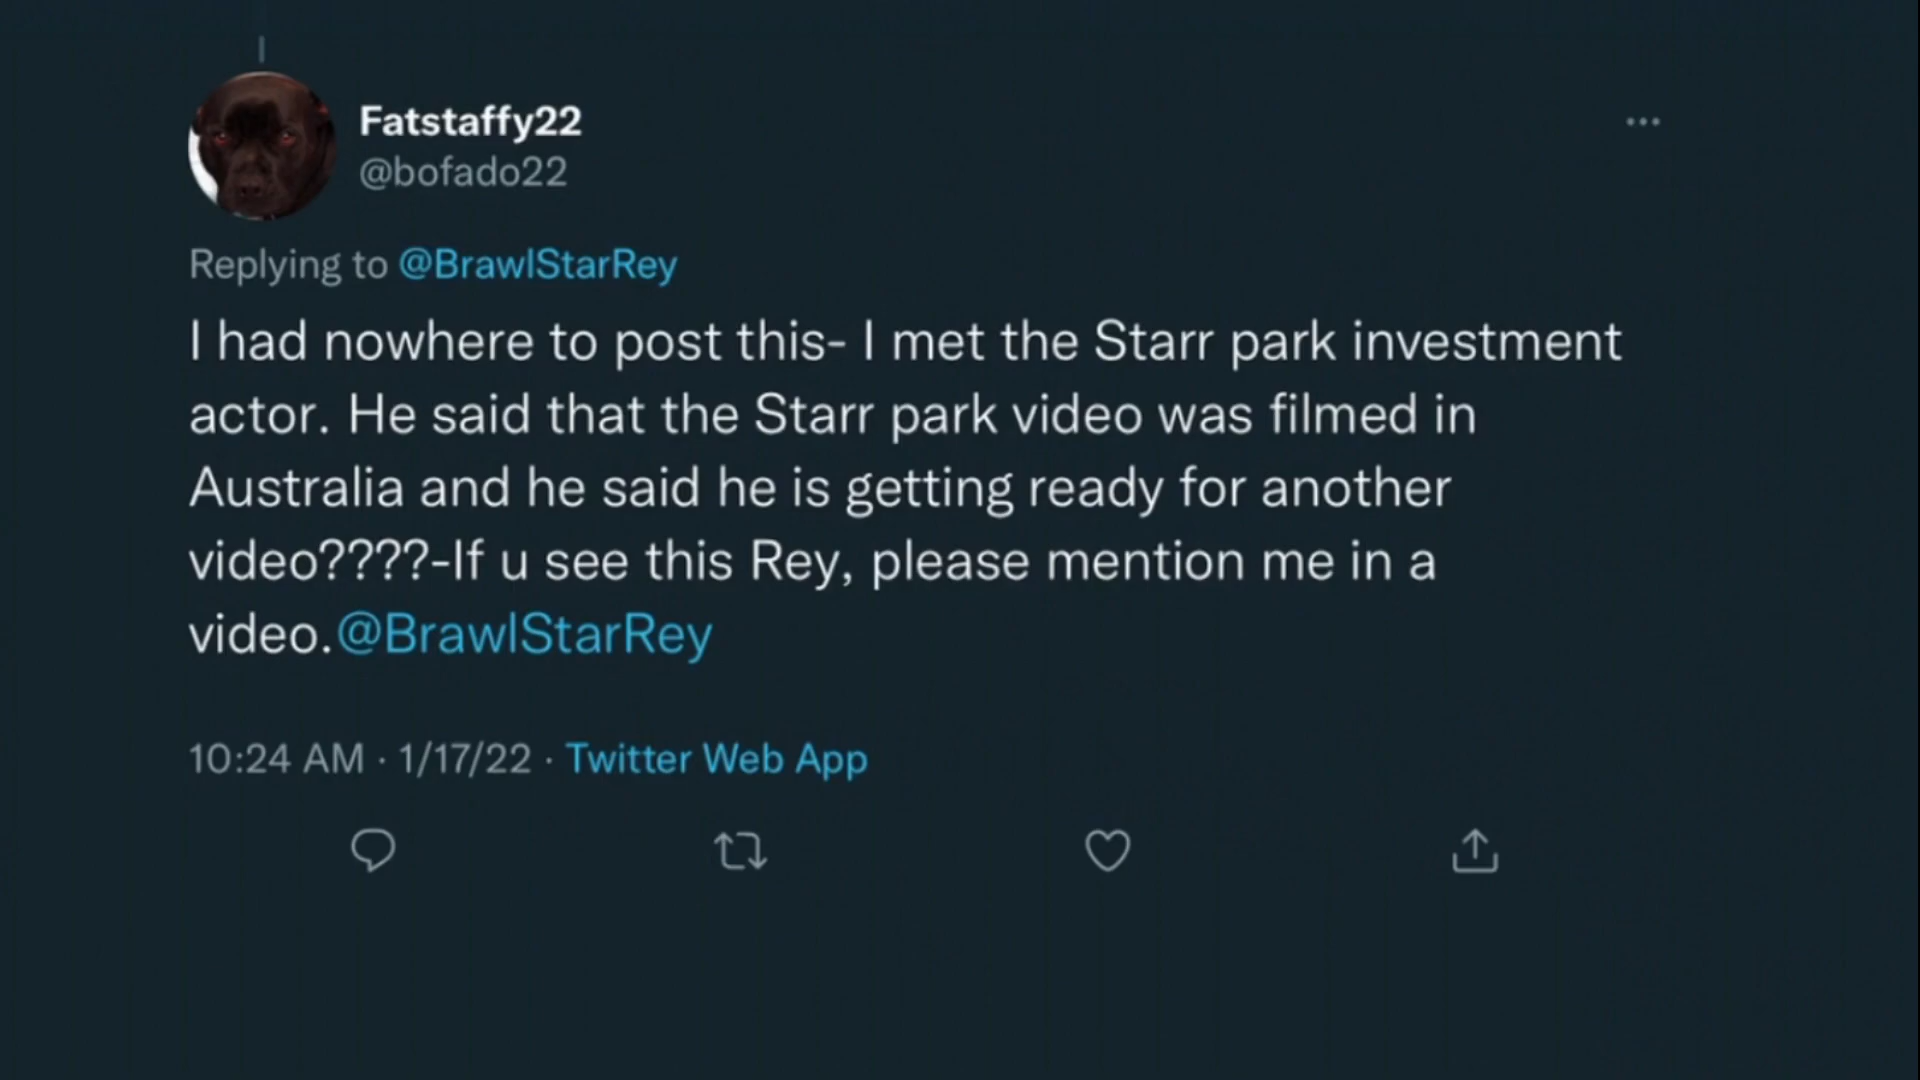 Fatstaffy22
@bofado22
Replying to @BrawlStarRey
I had nowhere to post this- I met the Starr park investment
actor. He said that the Starr park video was filmed in
Australia and he said he is getting ready for another
video????-If u see this Rey, please mention me in a
video.@BrawlStarRey
10:24 AM · 1/17/22 · Twitter Web App